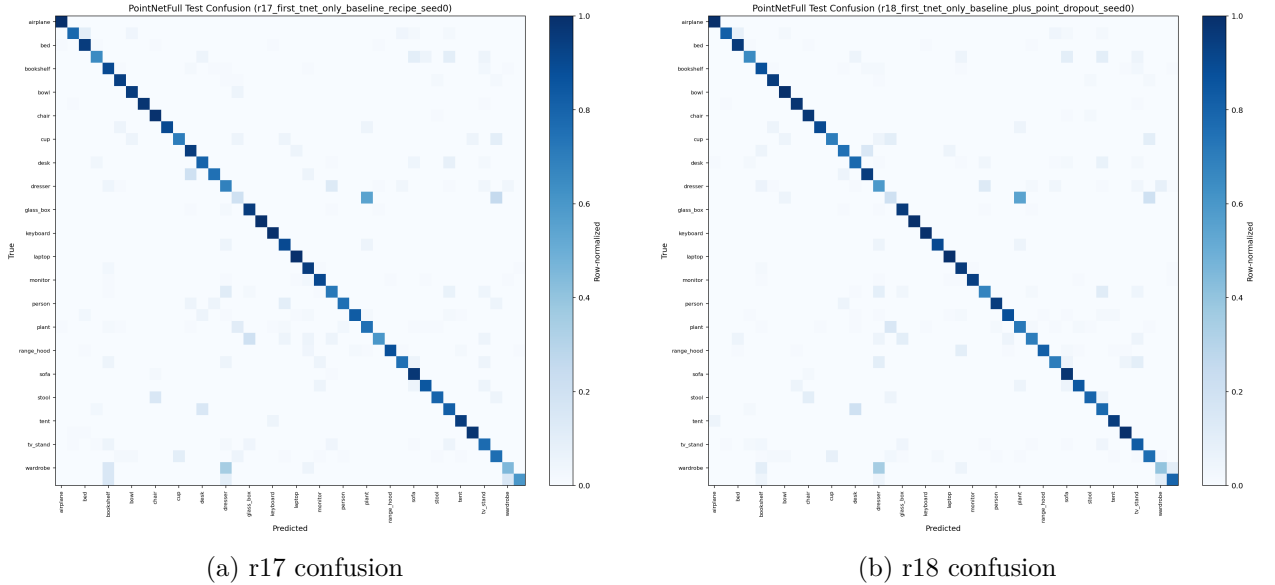 PointNetFull Test Confusion (r17_first_tnet_only_baseline_recipe_seed0)
airplane
bed
bookshelf
bowl
chair
cup
desk
dresser
glass_box
keyboard
laptop
monitor
person
plant
range_hood
sofa
stool
tent
tv_stand
wardrobe
True
airplane
bed
bookshelf
bowl
chair
cup
desk
dresser
glass_box
keyboard
laptop
monitor
person
plant
range_hood
sofa
stool
tent
tv_stand
wardrobe
Predicted
1.0
0.8
0.6
0.4
0.2
0.0
Row-normalized
(a) r17 confusion
PointNetFull Test Confusion (r18_first_tnet_only_baseline_plus_point_dropout_seed0)
airplane
bed
bookshelf
bowl
chair
cup
desk
dresser
glass_box
keyboard
laptop
monitor
person
plant
range_hood
sofa
stool
tent
tv_stand
wardrobe
True
airplane
bed
bookshelf
bowl
chair
cup
desk
dresser
glass_box
keyboard
laptop
monitor
person
plant
range_hood
sofa
stool
tent
tv_stand
wardrobe
Predicted
1.0
0.8
0.6
0.4
0.2
0.0
Row-normalized
(b) r18 confusion